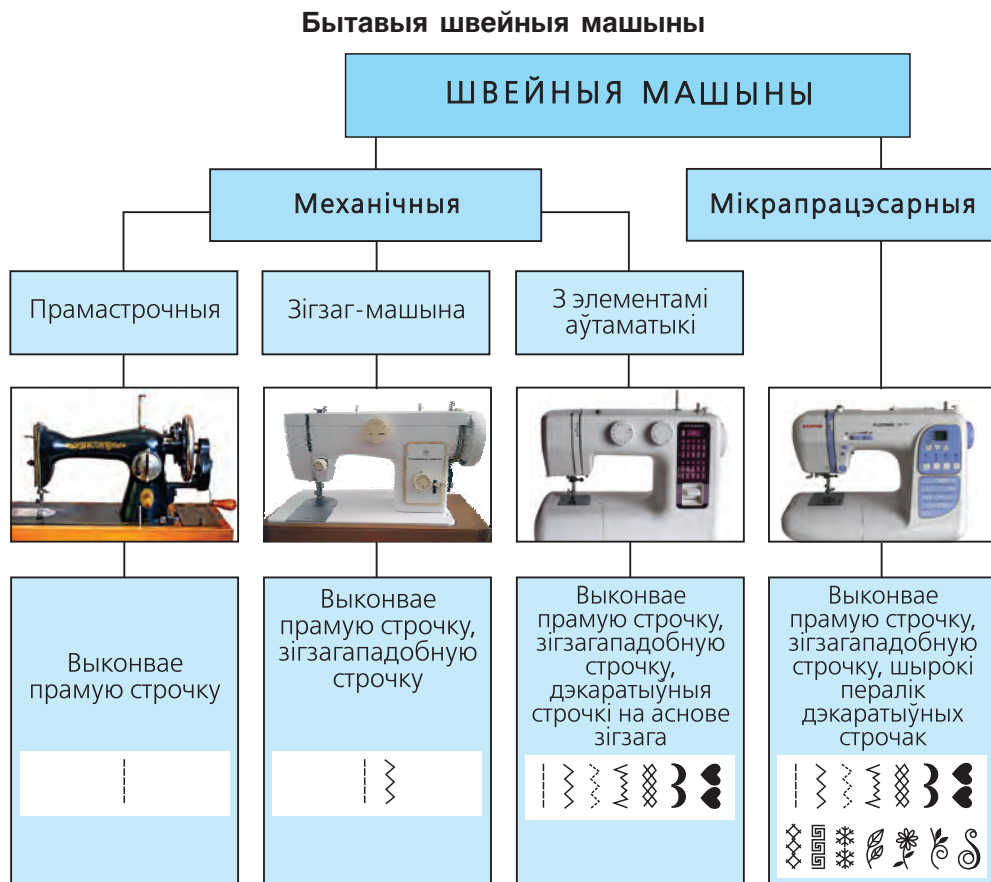 Бытавыя швейныя машыны
ШВЕЙНЫЯ МАШЫНЫ
Механічныя
Мікрапрацэсарныя
Прамастрочныя
Зігзаг-машына
З элементамі
аўтаматыкі
Выконвае
прамую строчку
Выконвае
прамую строчку,
зігзагападобную
строчку
Выконвае
прамую строчку,
зігзагападобную
строчку,
дэкаратыўныя
строчкі на аснове
зігзага
Выконвае
прамую строчку,
зігзагападобную
строчку, шырокі
пералік
дэкаратыўных
строчак